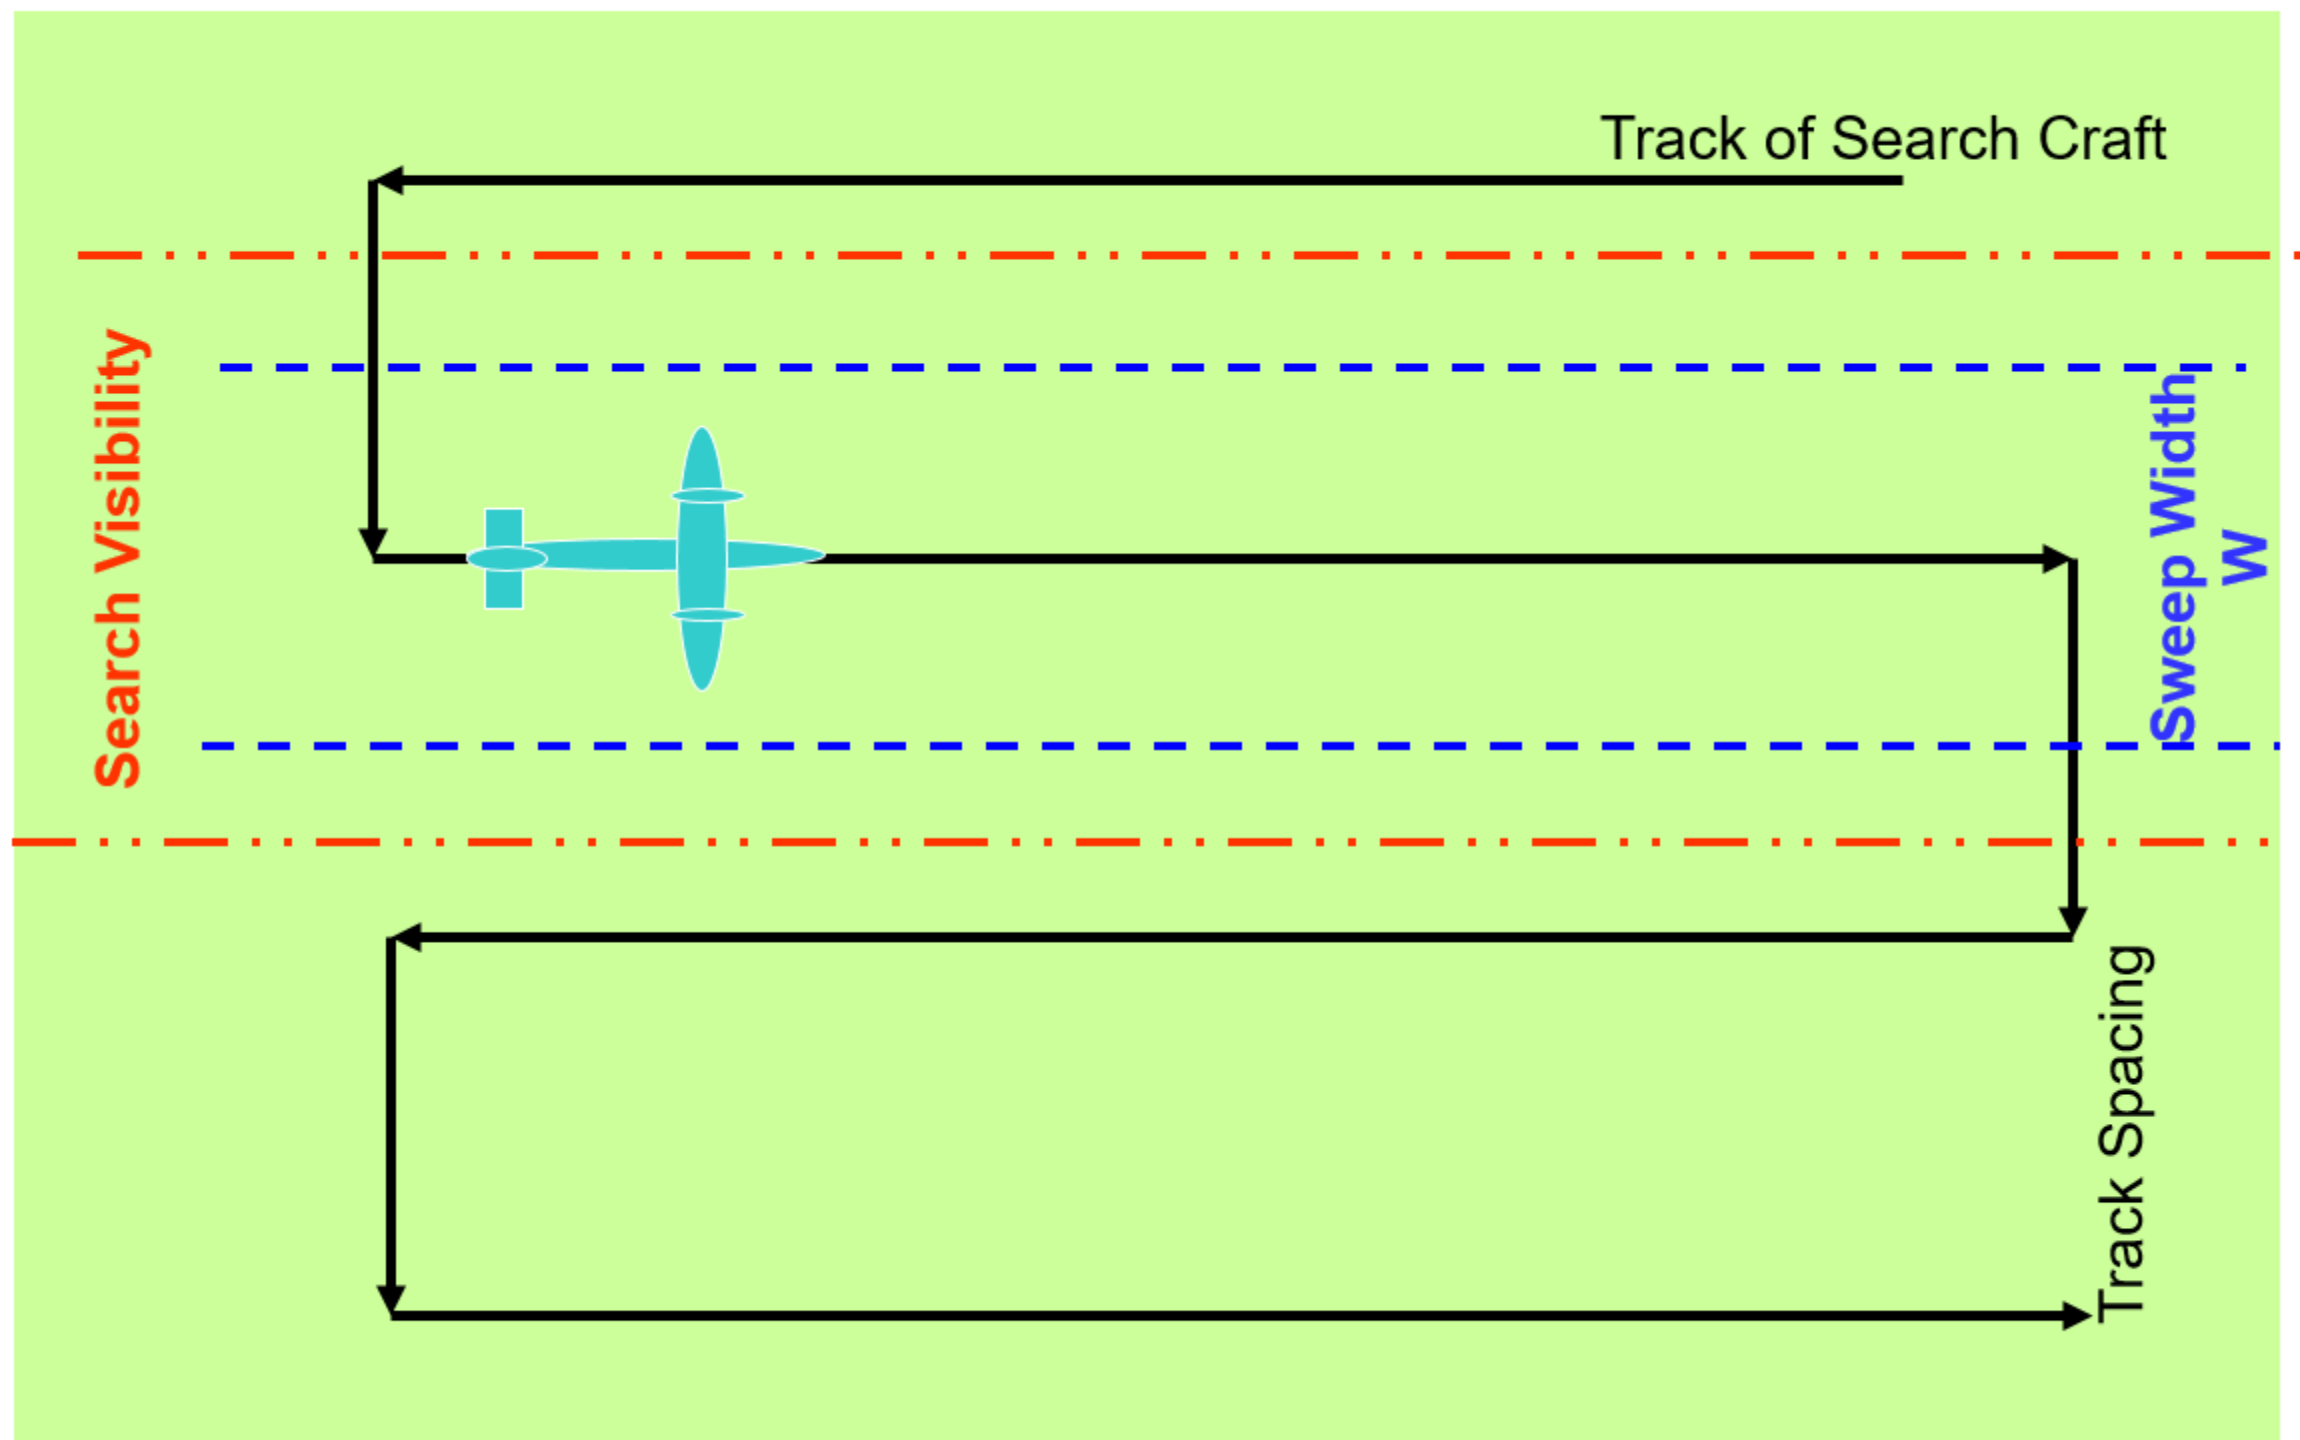 Track of Search Craft
Search Visibility
Sweep Width
W
Track Spacing